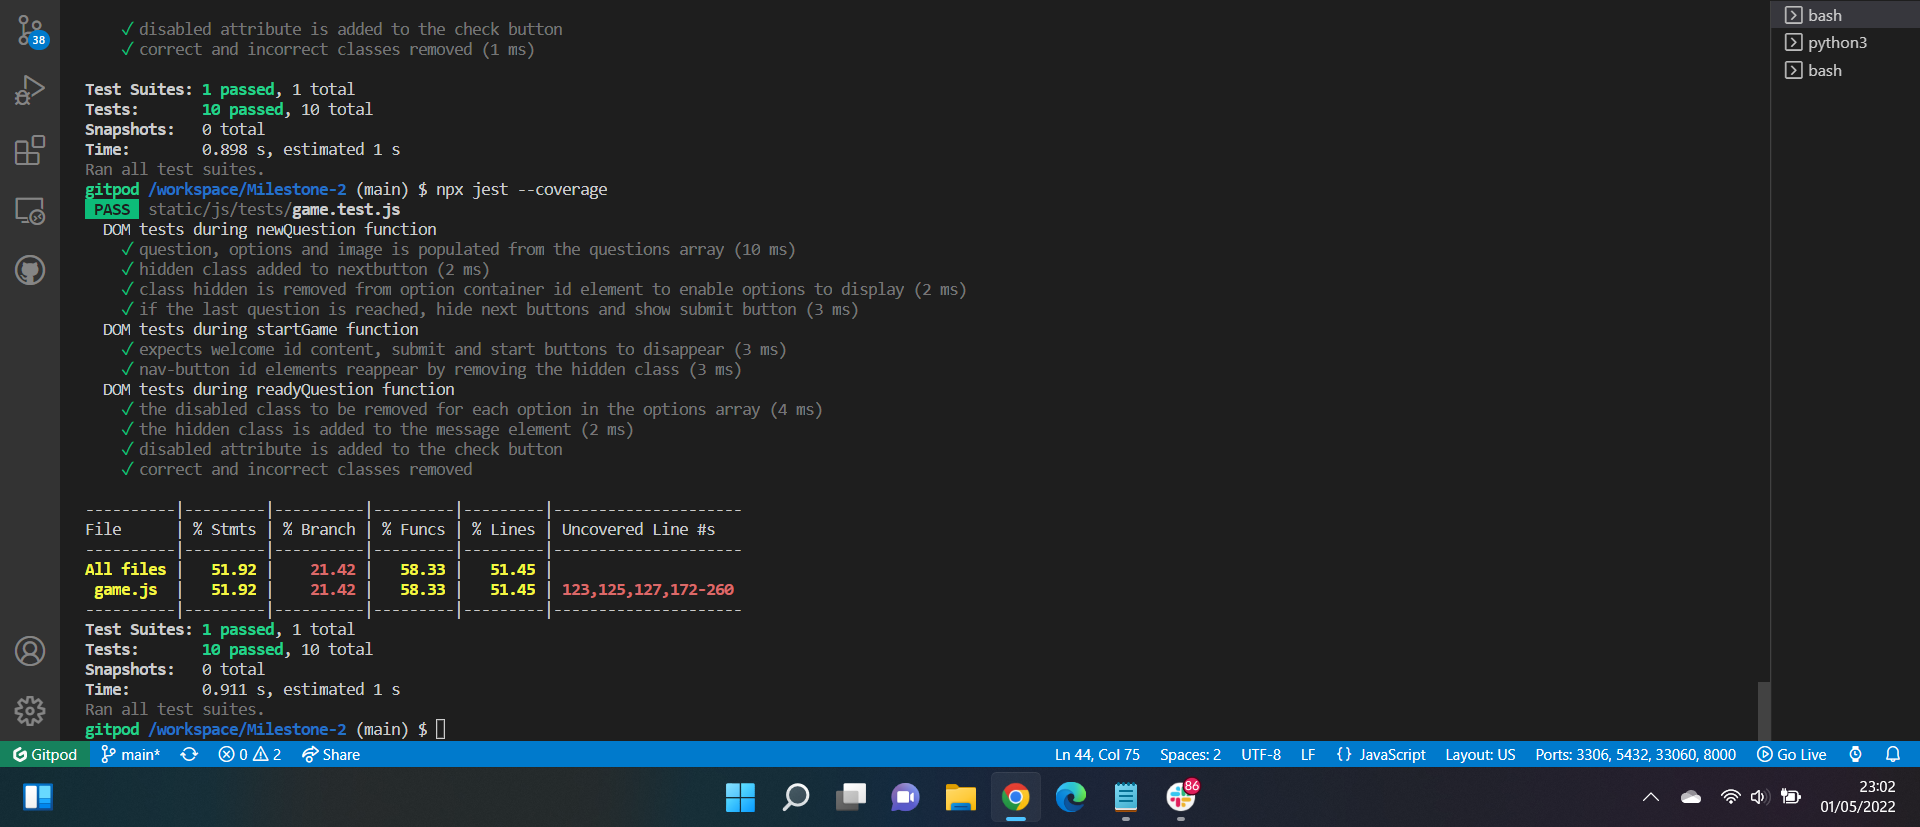 ✓ disabled attribute is added to the check button
✓ correct and incorrect classes removed (1 ms)
Test Suites: 1 passed, 1 total
Tests: 10 passed, 10 total
Snapshots: 0 total
Time: 0.898 s, estimated 1 s
Ran all test suites.
gitpod /workspace/Milestone-2 (main) $ npx jest --coverage
PASS static/js/tests/game.test.js
DOM tests during newQuestion function
✓ question, options and image is populated from the questions array (10 ms)
✓ hidden class added to nextbutton (2 ms)
✓ class hidden is removed from option container id element to enable options to display (2 ms)
✓ if the last question is reached, hide next buttons and show submit button (3 ms)
DOM tests during startGame function
✓ expects welcome id content, submit and start buttons to disappear (3 ms)
✓ nav-button id elements reappear by removing the hidden class (3 ms)
DOM tests during readyQuestion function
✓ the disabled class to be removed for each option in the options array (4 ms)
✓ the hidden class is added to the message element (2 ms)
✓ disabled attribute is added to the check button
✓ correct and incorrect classes removed
----------|---------|----------|---------|---------|---------------------
File | % Stmts | % Branch | % Funcs | % Lines | Uncovered Line #s
----------|---------|----------|---------|---------|---------------------
All files | 51.92 | 21.42 | 58.33 | 51.45 |
game.js | 51.92 | 21.42 | 58.33 | 51.45 | 123,125,127,172-260
----------|---------|----------|---------|---------|---------------------
Test Suites: 1 passed, 1 total
Tests: 10 passed, 10 total
Snapshots: 0 total
Time: 0.911 s, estimated 1 s
Ran all test suites.
gitpod /workspace/Milestone-2 (main) $
bash
python3
bash
38
Gitpod main* 0 2 Share Ln 44, Col 75 Spaces: 2 UTF-8 LF {} JavaScript Layout: US Ports: 3306, 5432, 33060, 8000 Go Live
86
23:02
01/05/2022